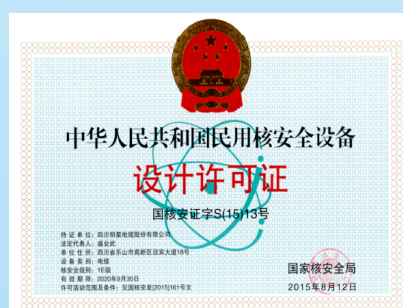 中华人民共和国民用核安全设备
设计许可证
国核安证字S(15)13号
持 证 单 位：四川明星电缆股份有限公司
法定代表人：盛业武
单 位 住 所：四川省乐山市高新区迎宾大道18号
设 备 类 别：电缆
核安全级别：1E级
有 效 期 限：2020年9月30日
许可活动范围及条件：见国核安发[2015]161号文
国家核安全局
2015年8月12日